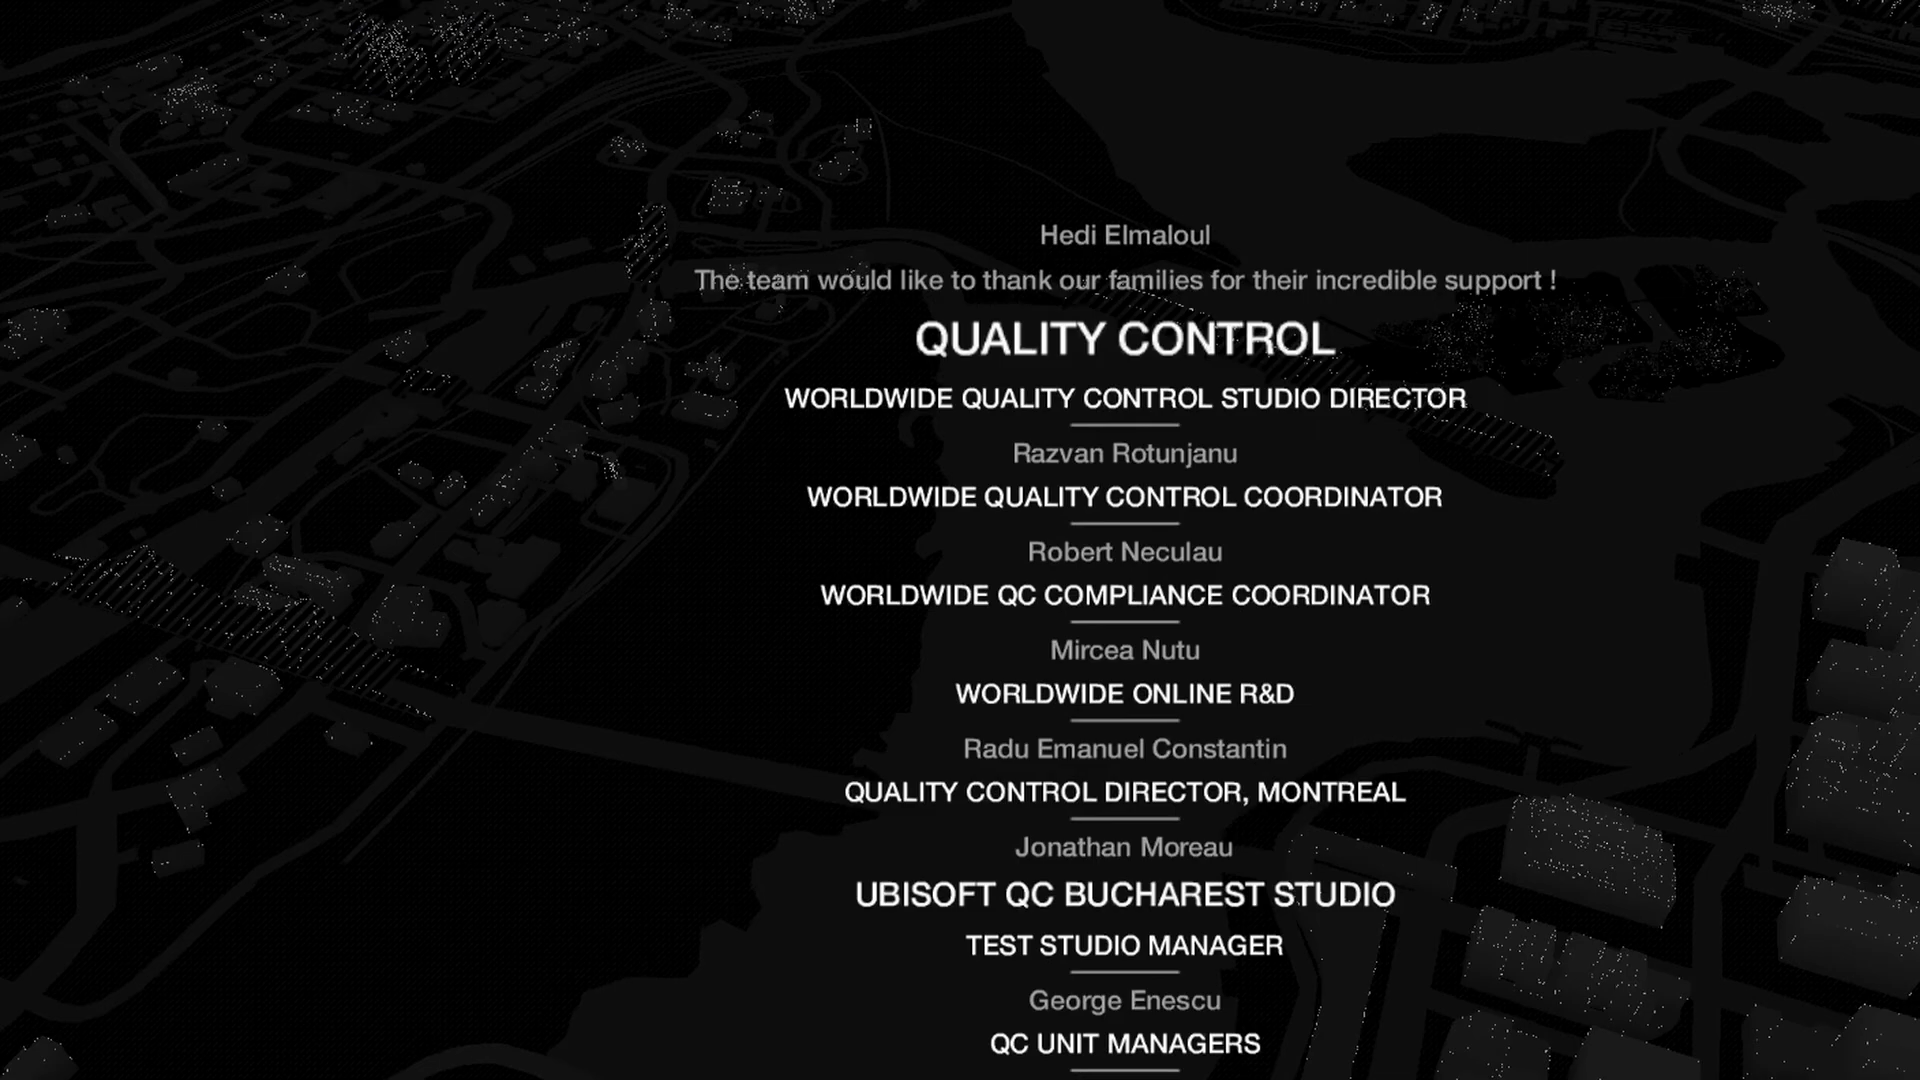 Hedi Elmaloul
The team would like to thank our families for their incredible support !
QUALITY CONTROL
WORLDWIDE QUALITY CONTROL STUDIO DIRECTOR
Razvan Rotunjanu
WORLDWIDE QUALITY CONTROL COORDINATOR
Robert Neculau
WORLDWIDE QC COMPLIANCE COORDINATOR
Mircea Nutu
WORLDWIDE ONLINE R&D
Radu Emanuel Constantin
QUALITY CONTROL DIRECTOR, MONTREAL
Jonathan Moreau
UBISOFT QC BUCHAREST STUDIO
TEST STUDIO MANAGER
George Enescu
QC UNIT MANAGERS